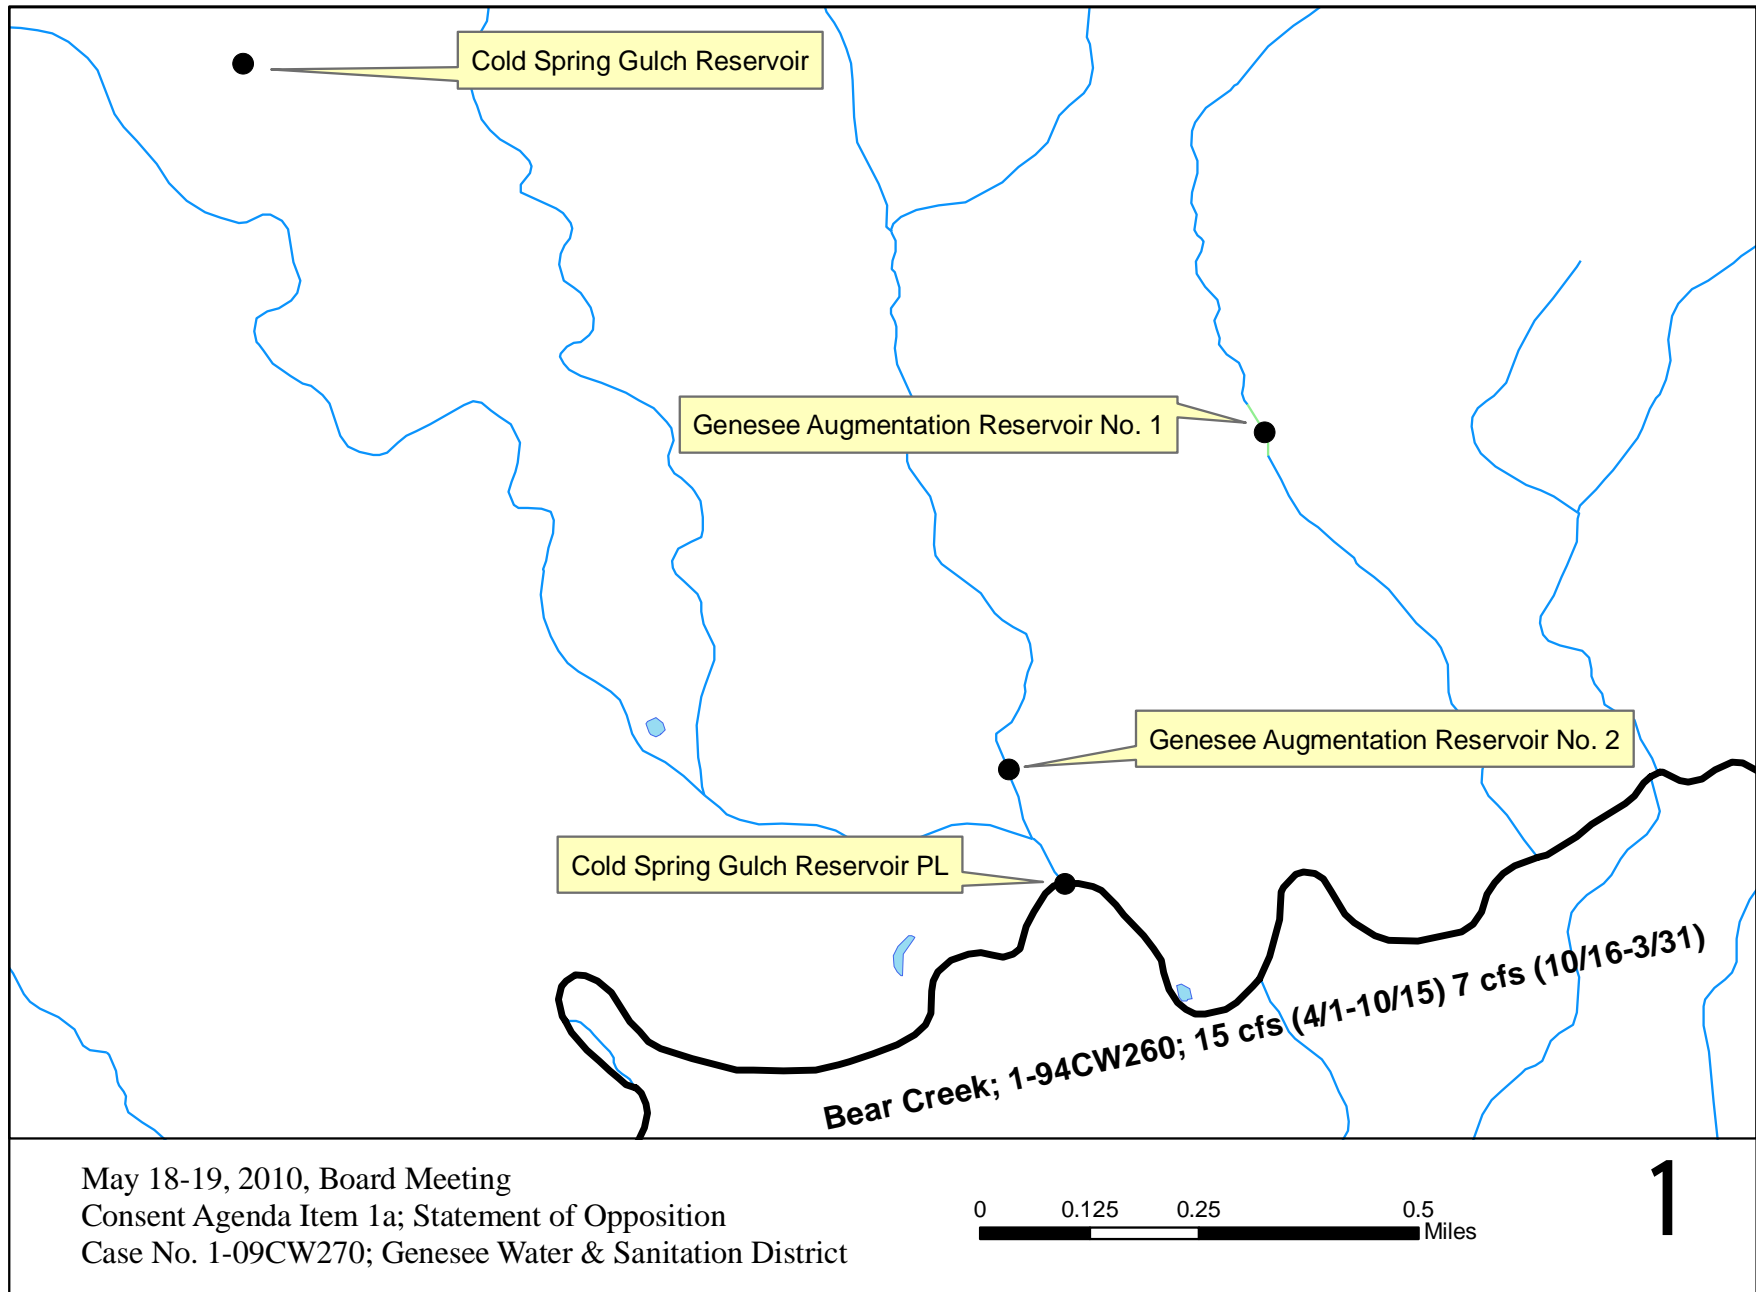 Cold Spring Gulch Reservoir
Genesee Augmentation Reservoir No. 1
Genesee Augmentation Reservoir No. 2
Cold Spring Gulch Reservoir PL
Bear Creek; 1-94CW260; 15 cfs (4/1-10/15) 7 cfs (10/16-3/31)
May 18-19, 2010, Board Meeting
Consent Agenda Item 1a; Statement of Opposition
Case No. 1-09CW270; Genesee Water & Sanitation District
0 0.125 0.25 0.5
Miles
1